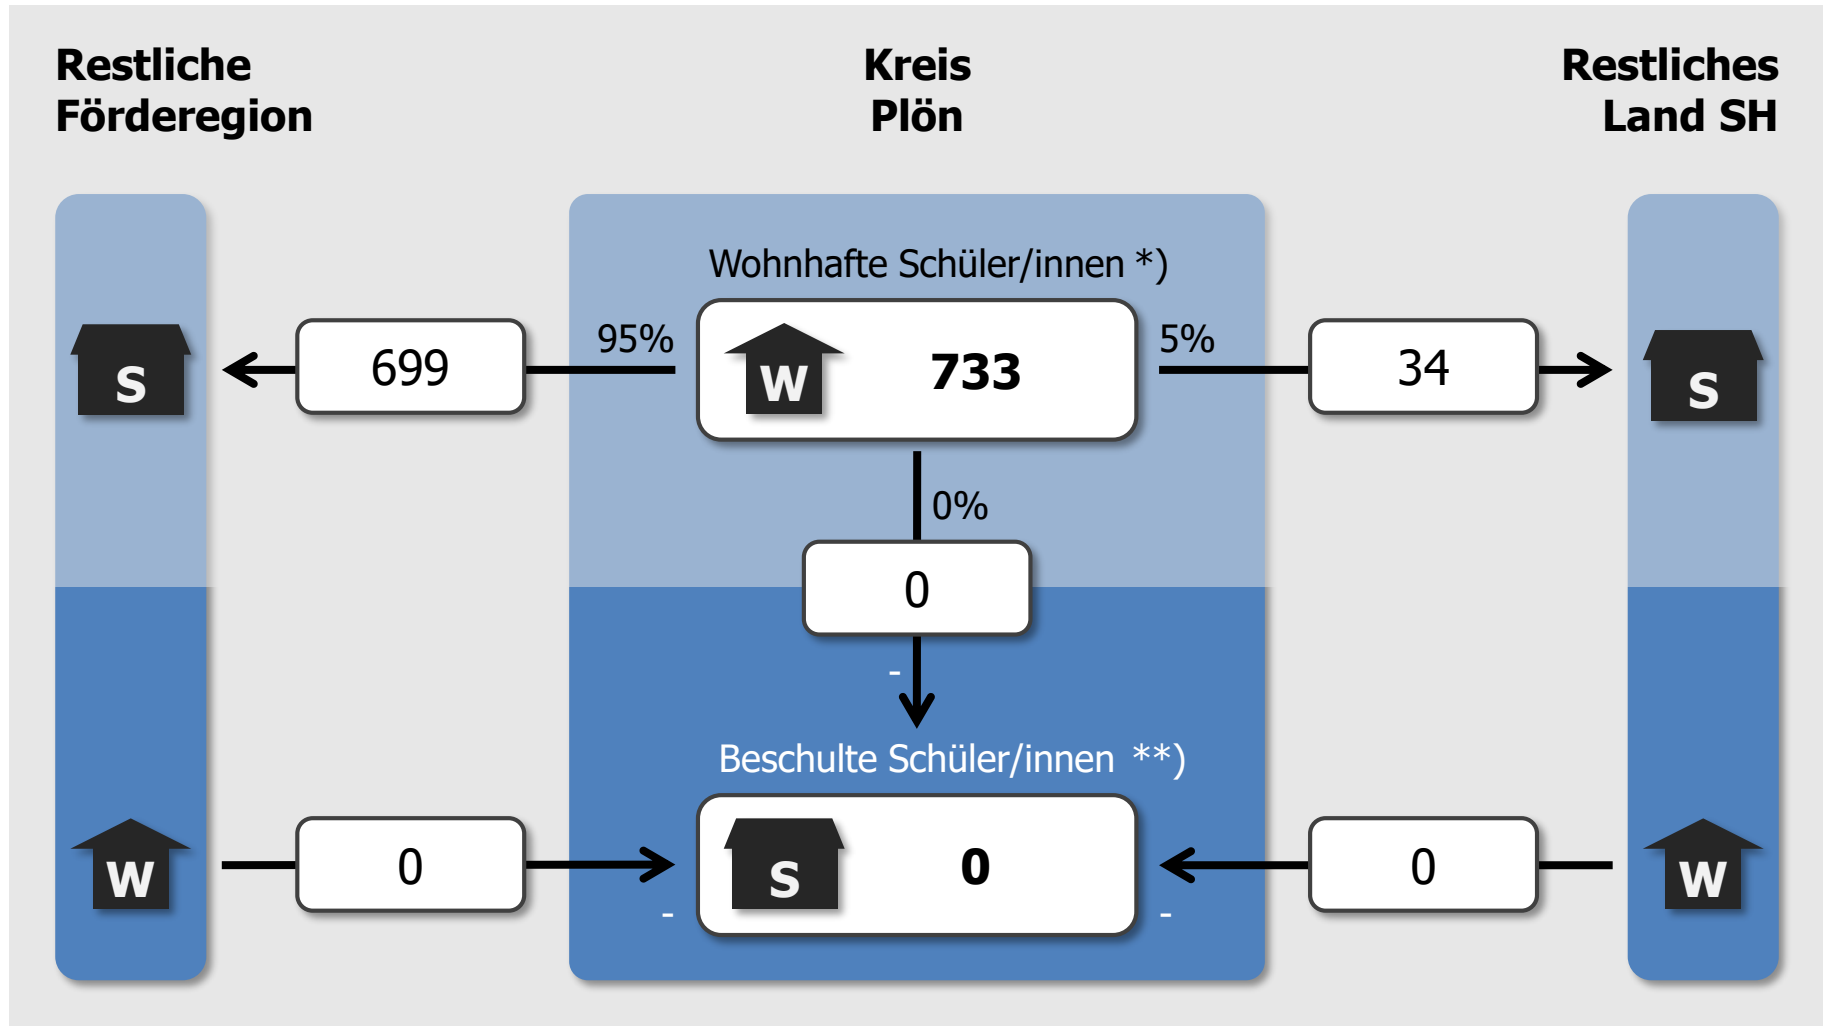 Restliche
Förderegion
Kreis
Plön
Restliches
Land SH
Wohnhafte Schüler/innen *)
S
699
95%
W
733
5%
34
S
0%
0
-
Beschulte Schüler/innen **)
W
0
-
S
0
-
0
W